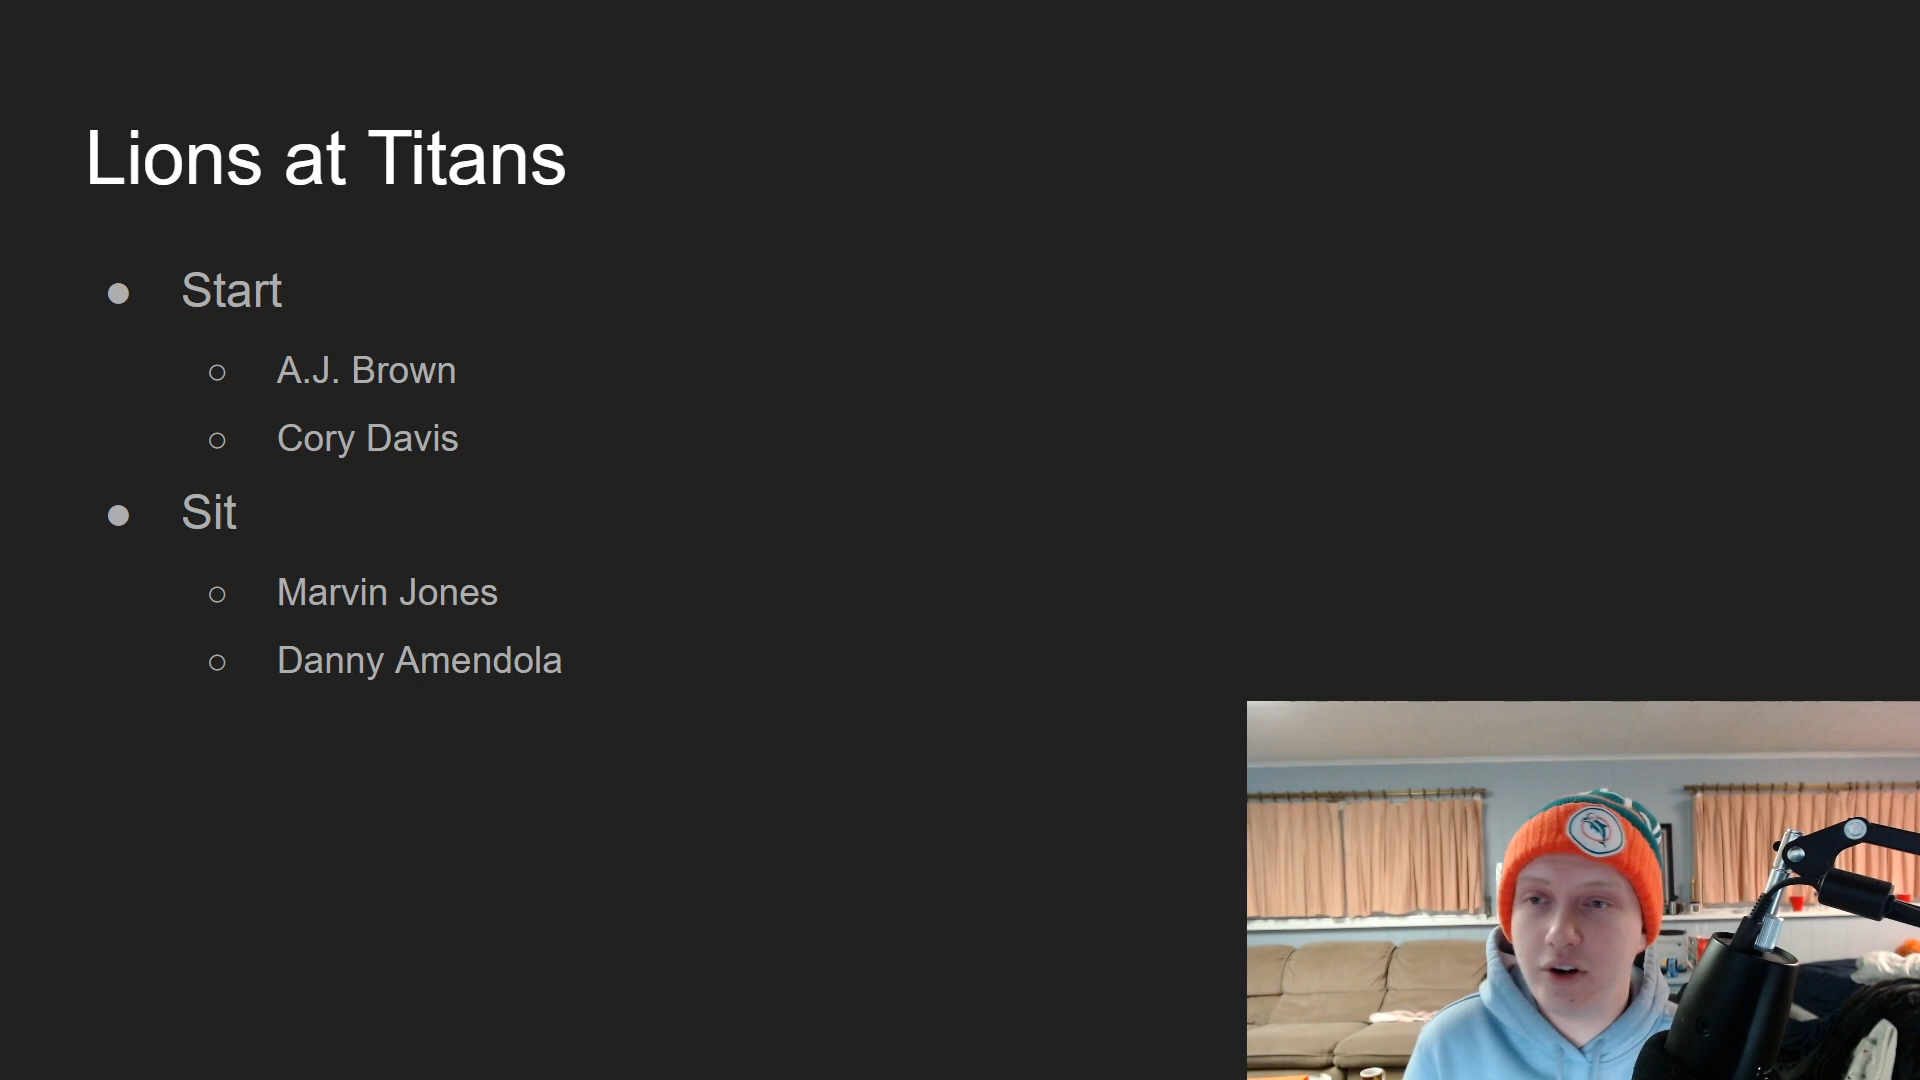 Lions at Titans
Start
A.J. Brown
Cory Davis
Sit
Marvin Jones
Danny Amendola